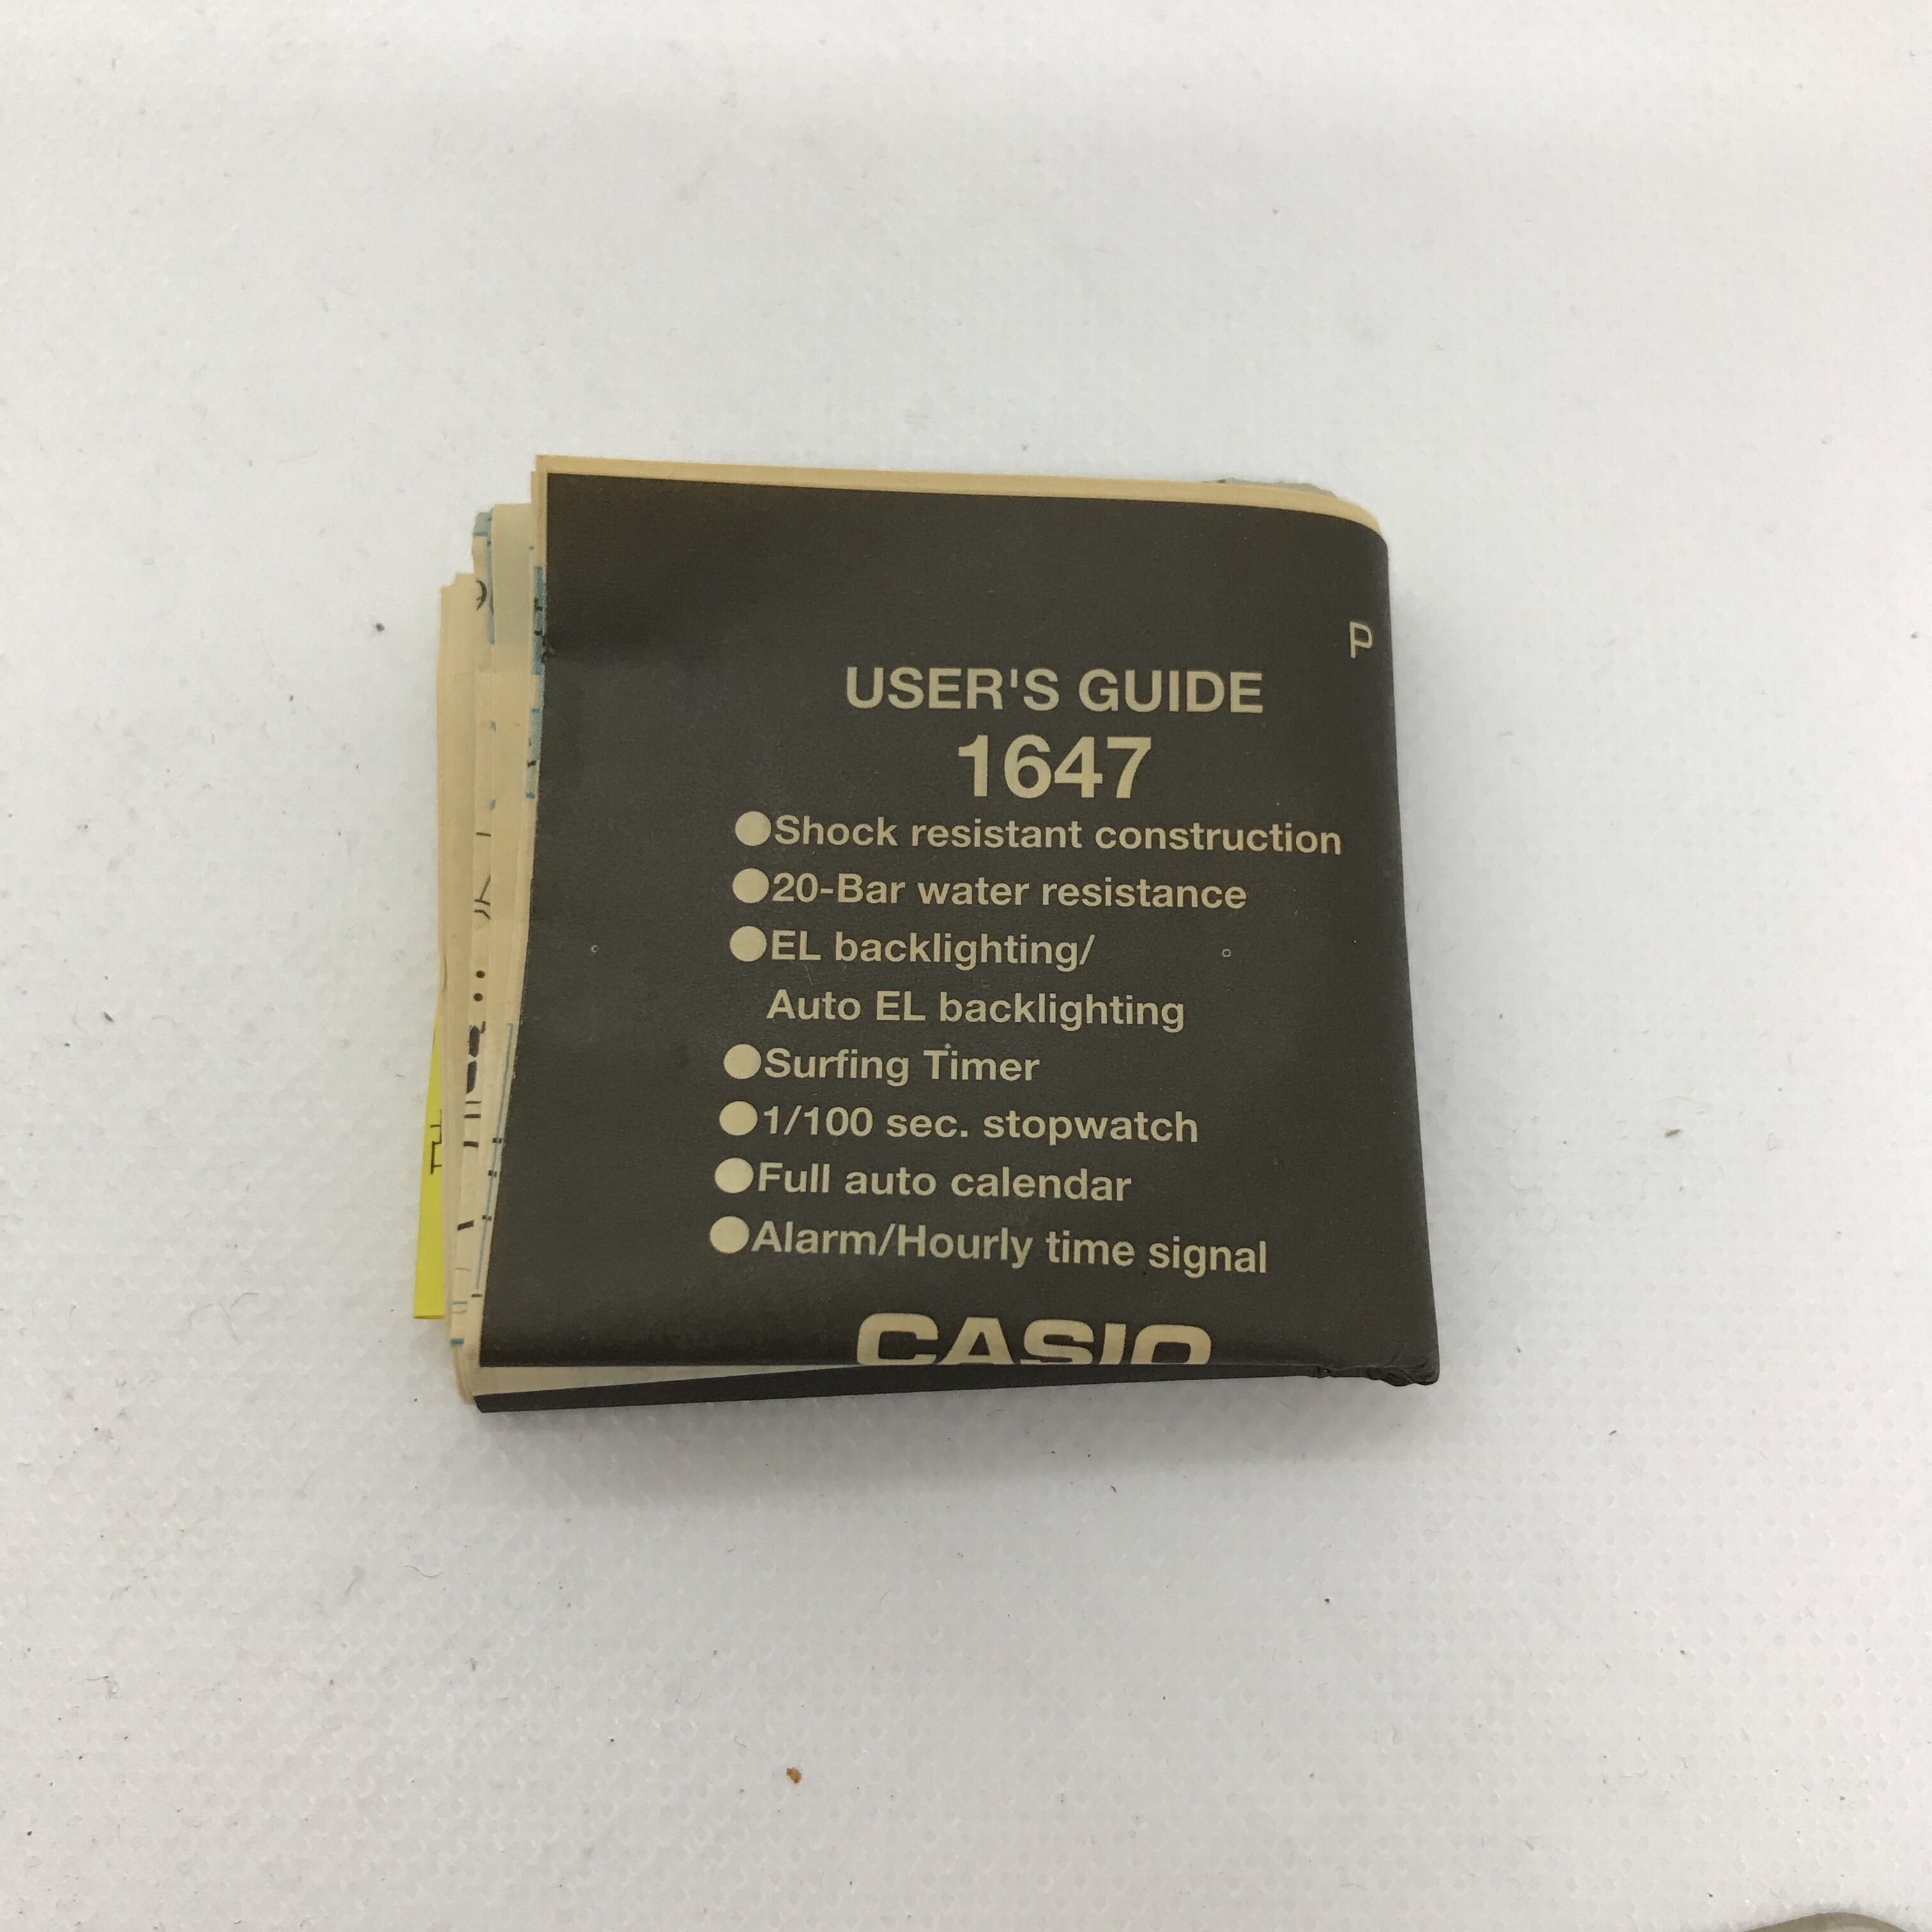 P
USER'S GUIDE
1647
●Shock resistant construction
●20-Bar water resistance
●EL backlighting/
Auto EL backlighting
●Surfing Timer
●1/100 sec. stopwatch
●Full auto calendar
●Alarm/Hourly time signal
CASIO